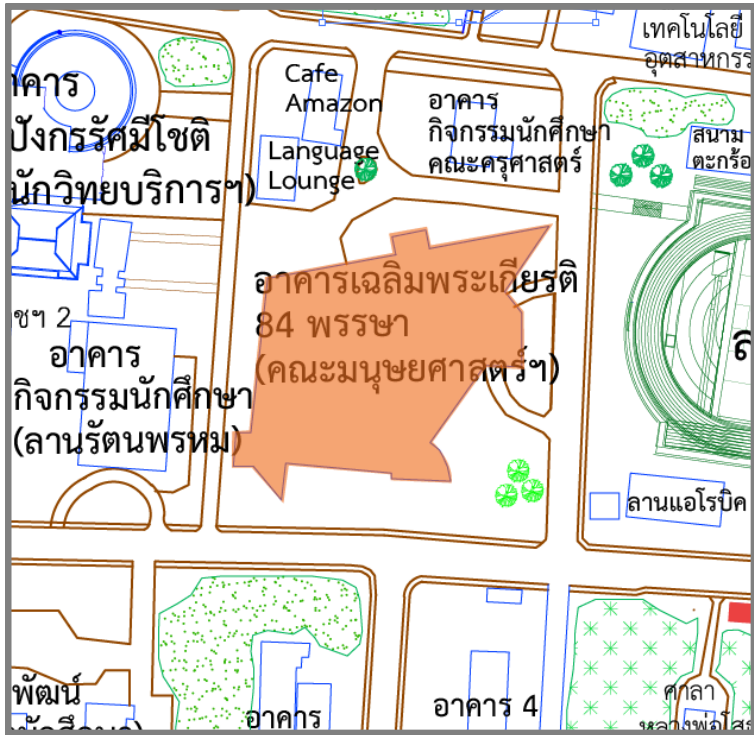 เทคโนโลยี
อุตสาหกรร
Cafe
Amazon
Language
Lounge
อาคาร
กิจกรรมนักศึกษา
คณะครุศาสตร์
สนาม
ตะกร้อ
าคาร
ปังกรรัศมีโชติ
นักวิทยบริการฯ)
อาคารเฉลิมพระเกียรติ
84 พรรษา
(คณะมนุษยศาสตร์ฯ)
ชฯ 2
อาคาร
กิจกรรมนักศึกษา
(ลานรัตนพรหม)
ส
ลานแอโรบิค
พัฒน์
อาคาร
อาคาร 4
ศาลา